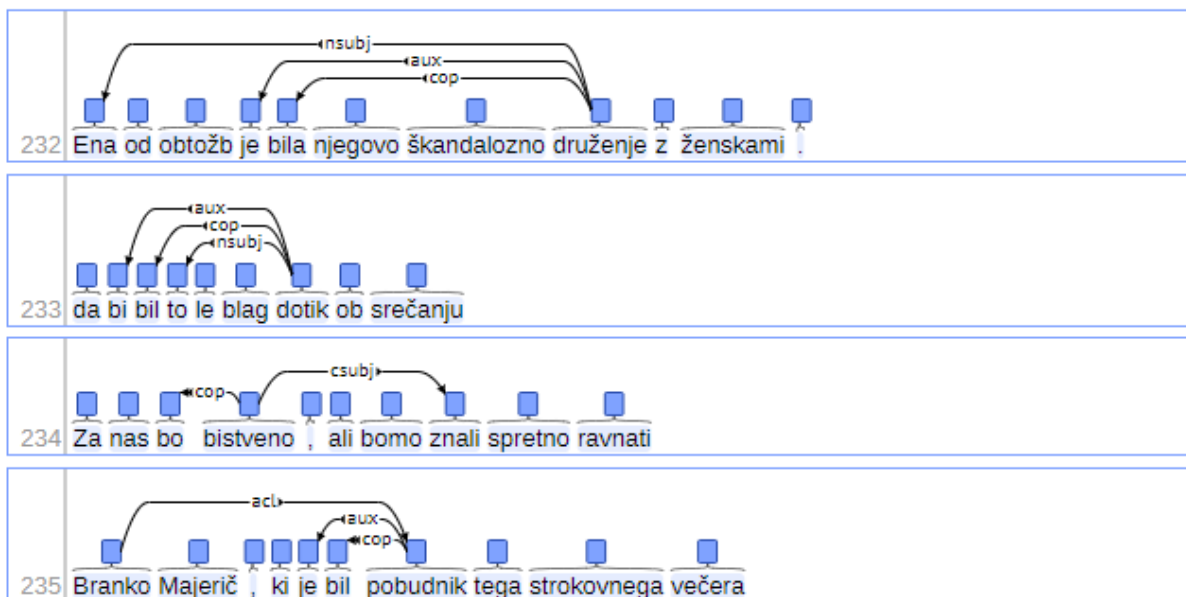 nsubj
aux
cop
232 Ena od obtožb je bila njegovo škandalozno druženje z ženskami .
aux
cop
nsubj
233 da bi bil to le blag dotik ob srečanju
csubj
cop
234 Za nas bo bistveno , ali bomo znali spretno ravnati
acl
aux
cop
235 Branko Majerič , ki je bil pobudnik tega strokovnega večera